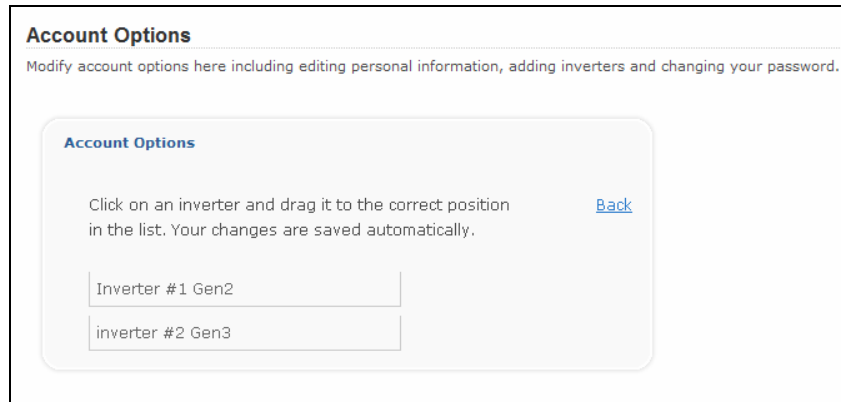 Account Options
Modify account options here including editing personal information, adding inverters and changing your password.
Account Options
Click on an inverter and drag it to the correct position
in the list. Your changes are saved automatically.
Back
Inverter #1 Gen2
inverter #2 Gen3